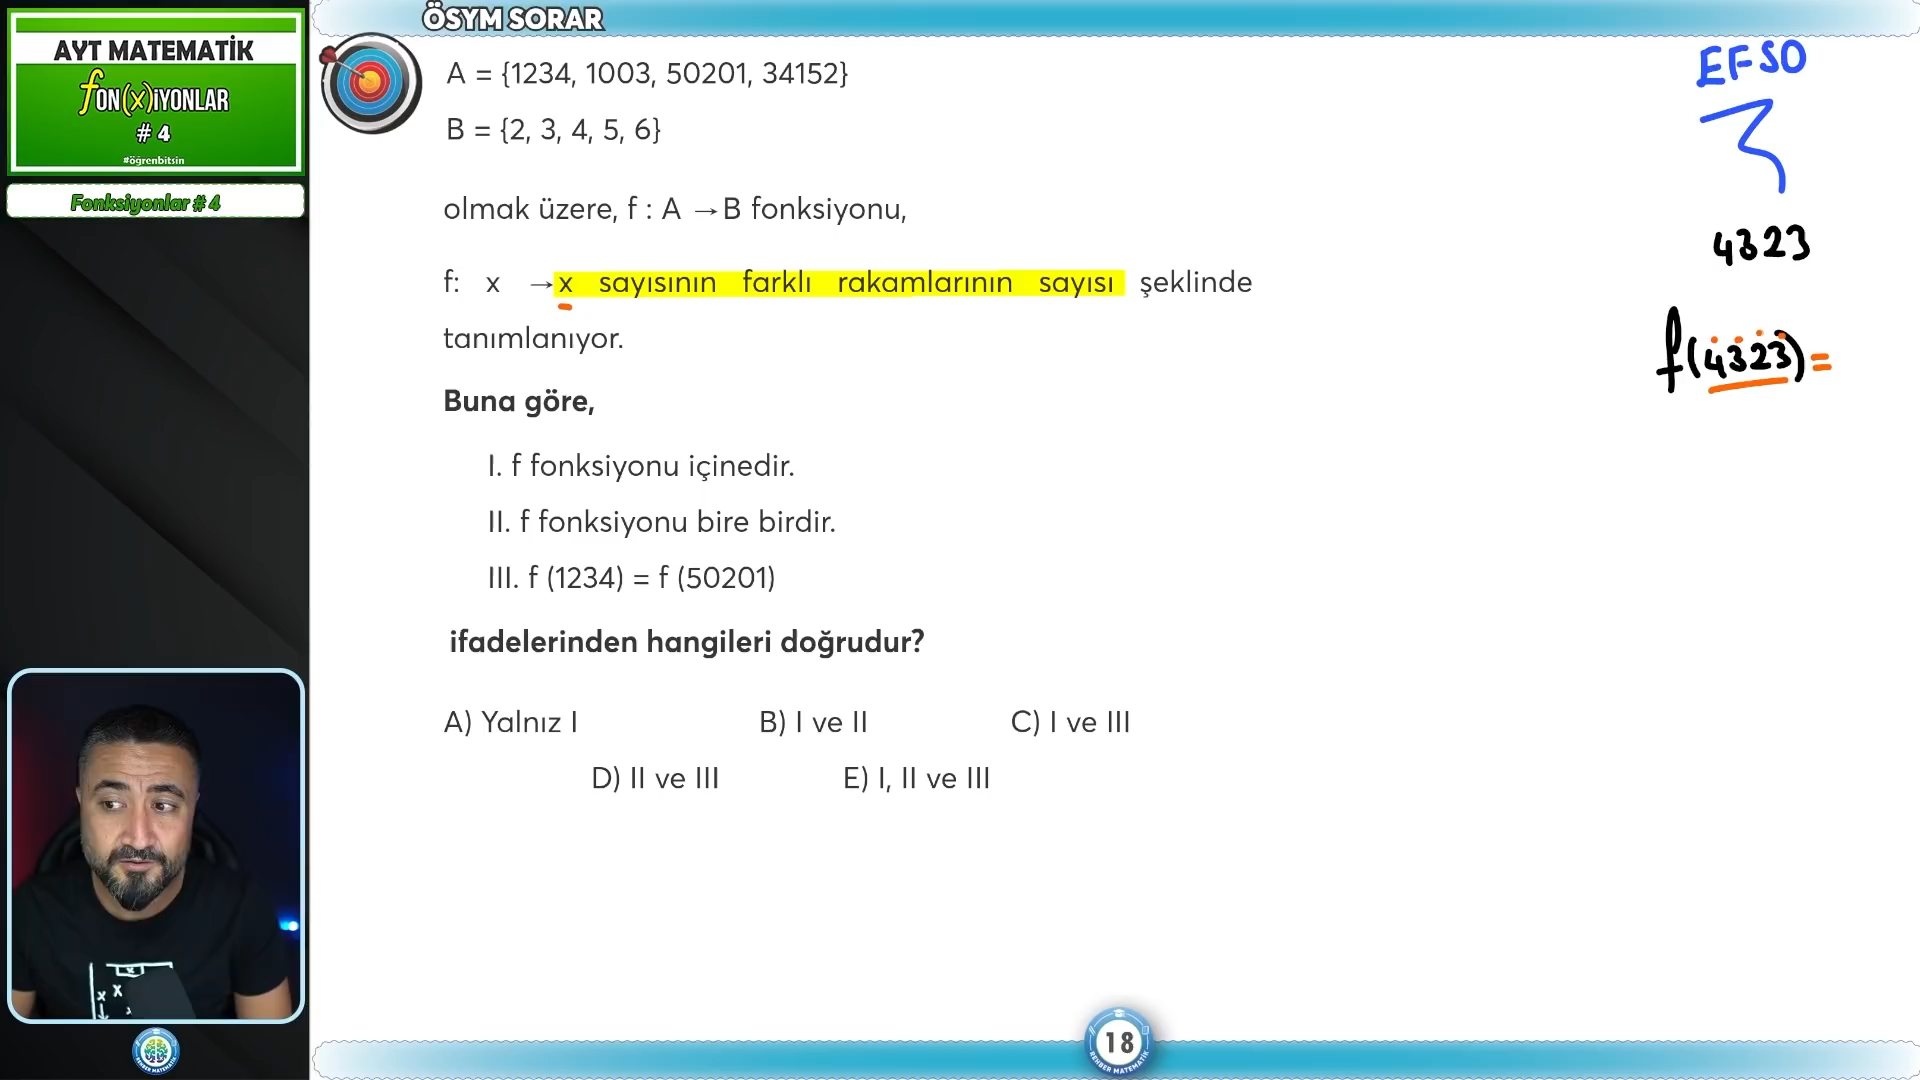 ÖSYM SORAR
AYT MATEMATİK
fON(x)İYONLAR
# 4
#öğrenbitsin
Fonksiyonlar # 4
A = {1234, 1003, 50201, 34152}
B = {2, 3, 4, 5, 6}
olmak üzere, f : A → B fonksiyonu,
f: x → x sayısının farklı rakamlarının sayısı şeklinde
tanımlanıyor.
Buna göre,
I. f fonksiyonu içinedir.
II. f fonksiyonu bire birdir.
III. f (1234) = f (50201)
ifadelerinden hangileri doğrudur?
A) Yalnız I B) I ve II C) I ve III
D) II ve III E) I, II ve III
EFSO
4323
f(4323)=
x
x
18
REHBER MATEMATİK